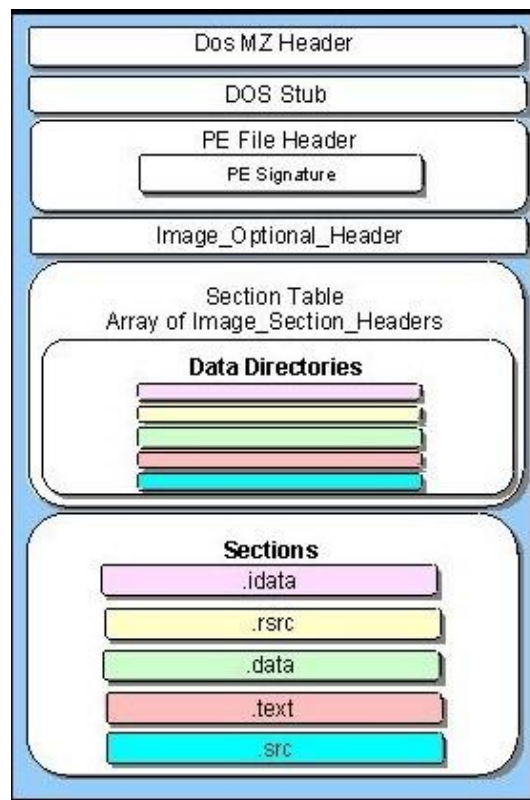 Dos MZ Header
DOS Stub
PE File Header
PE Signature
Image_Optional_Header
Section Table
Array of Image_Section_Headers
Data Directories
Sections
.idata
.rsrc
.data
.text
.src